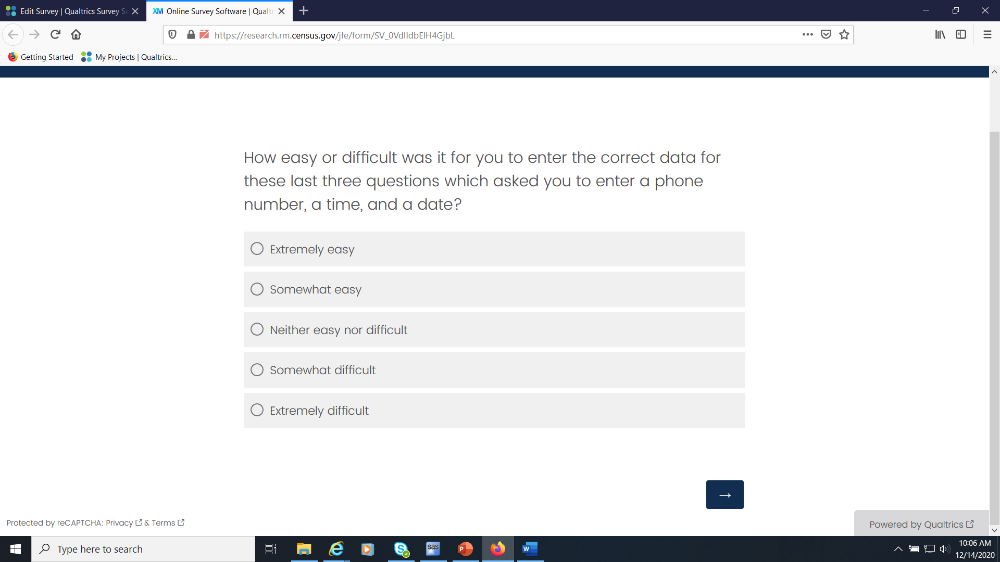 Edit Survey | Qualtrics Survey S
XM Online Survey Software | Qualtr
https://research.rm.census.gov/jfe/form/SV_0VdlIdbElH4GjbL
Getting Started
My Projects | Qualtrics...
How easy or difficult was it for you to enter the correct data for
these last three questions which asked you to enter a phone
number, a time, and a date?
Extremely easy
Somewhat easy
Neither easy nor difficult
Somewhat difficult
Extremely difficult
→
Protected by reCAPTCHA: Privacy & Terms
Powered by Qualtrics
Type here to search
sas
P
W
10:06 AM
12/14/2020